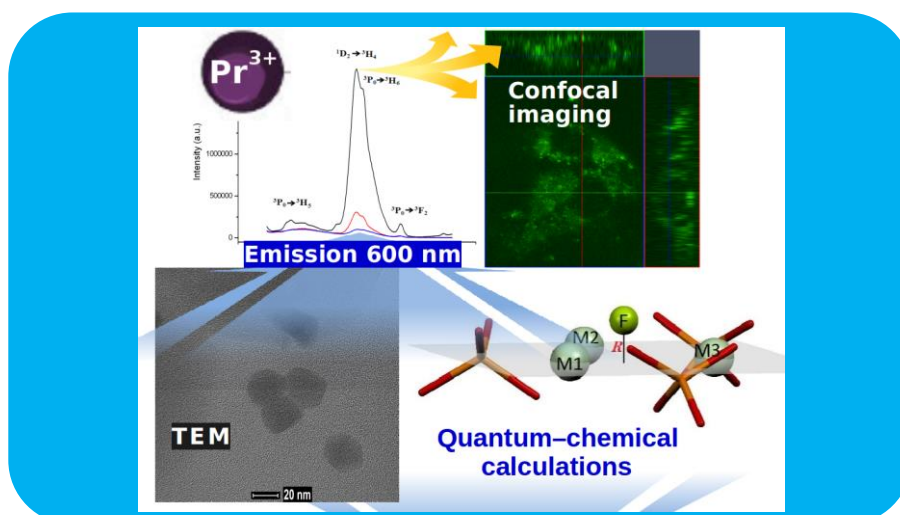 Pr3+
¹D₂→³H₄
³P₀→³H₆
Intensity (a.u.)
1000000
500000
0
³P₀→³H₅
³P₀→³F₂
Emission 600 nm
Confocal
imaging
TEM
20 nm
F
M2
R
M1
M3
Quantum–chemical
calculations